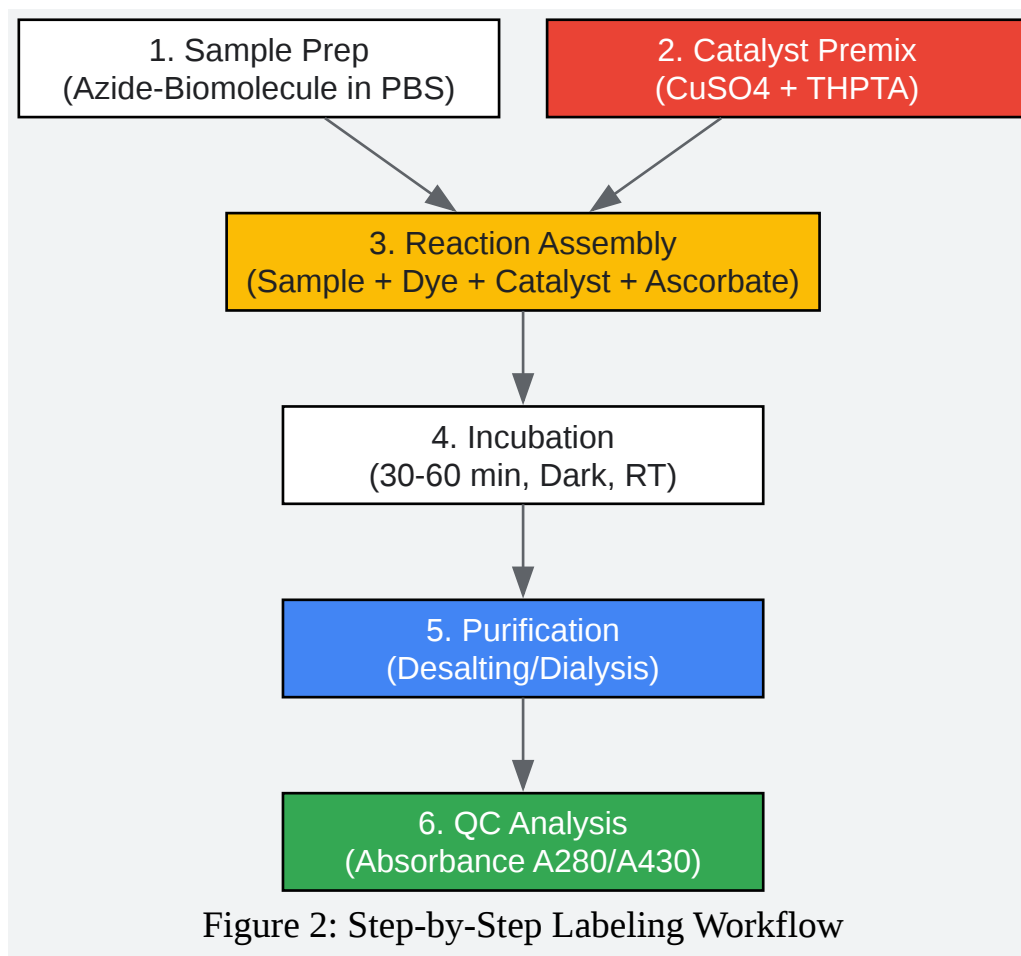 1. Sample Prep
(Azide-Biomolecule in PBS)
2. Catalyst Premix
(CuSO4 + THPTA)
3. Reaction Assembly
(Sample + Dye + Catalyst + Ascorbate)
4. Incubation
(30-60 min, Dark, RT)
5. Purification
(Desalting/Dialysis)
6. QC Analysis
(Absorbance A280/A430)
Figure 2: Step-by-Step Labeling Workflow